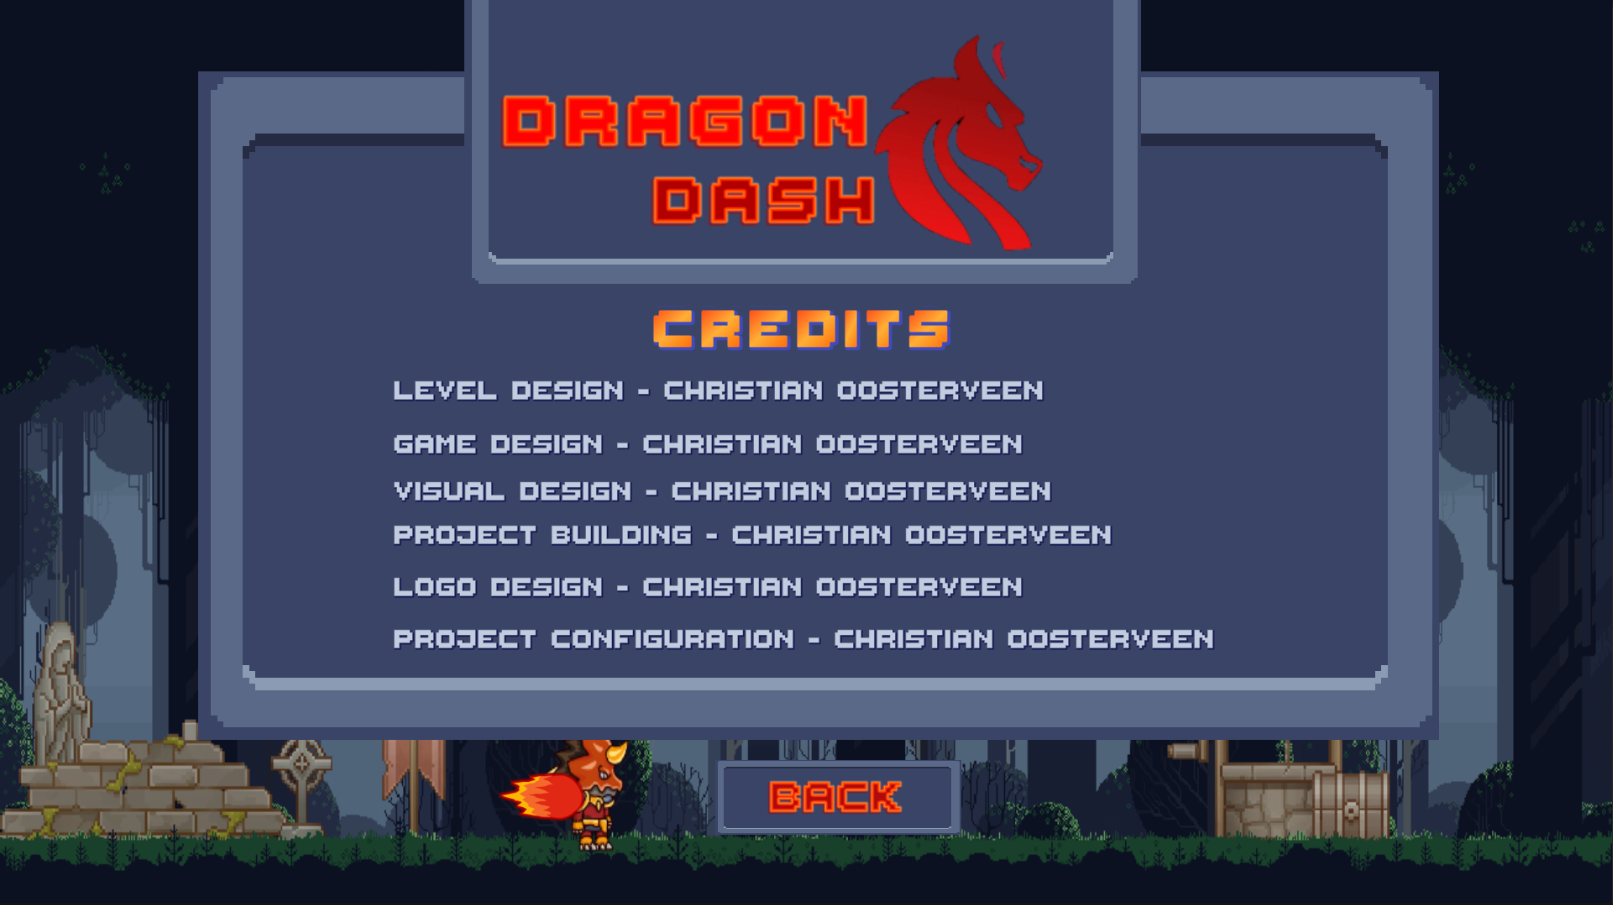 DRAGON
DASH
CREDITS
LEVEL DESIGN - CHRISTIAN OOSTERVEEN
GAME DESIGN - CHRISTIAN OOSTERVEEN
VISUAL DESIGN - CHRISTIAN OOSTERVEEN
PROJECT BUILDING - CHRISTIAN OOSTERVEEN
LOGO DESIGN - CHRISTIAN OOSTERVEEN
PROJECT CONFIGURATION - CHRISTIAN OOSTERVEEN
BACK